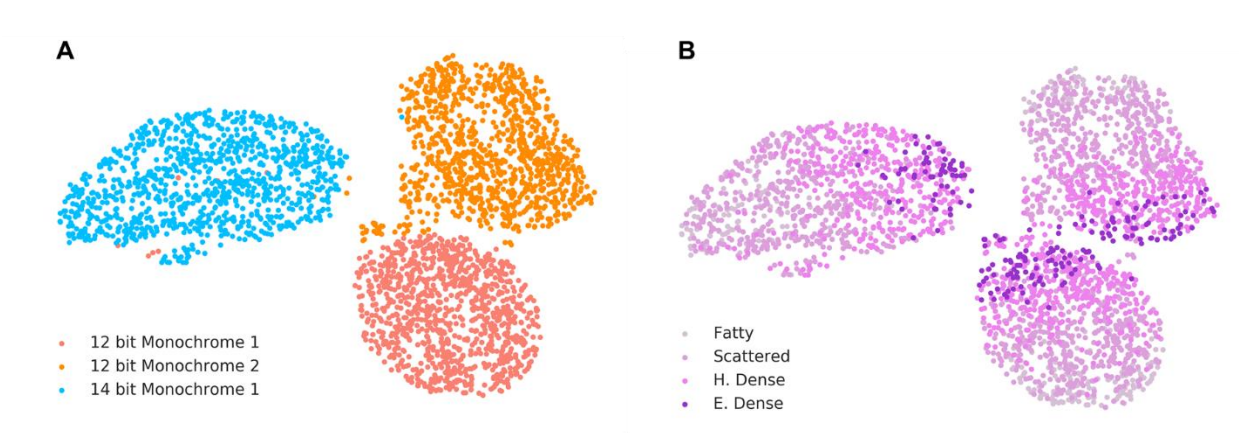 A
B
12 bit Monochrome 1
12 bit Monochrome 2
14 bit Monochrome 1
Fatty
Scattered
H. Dense
E. Dense